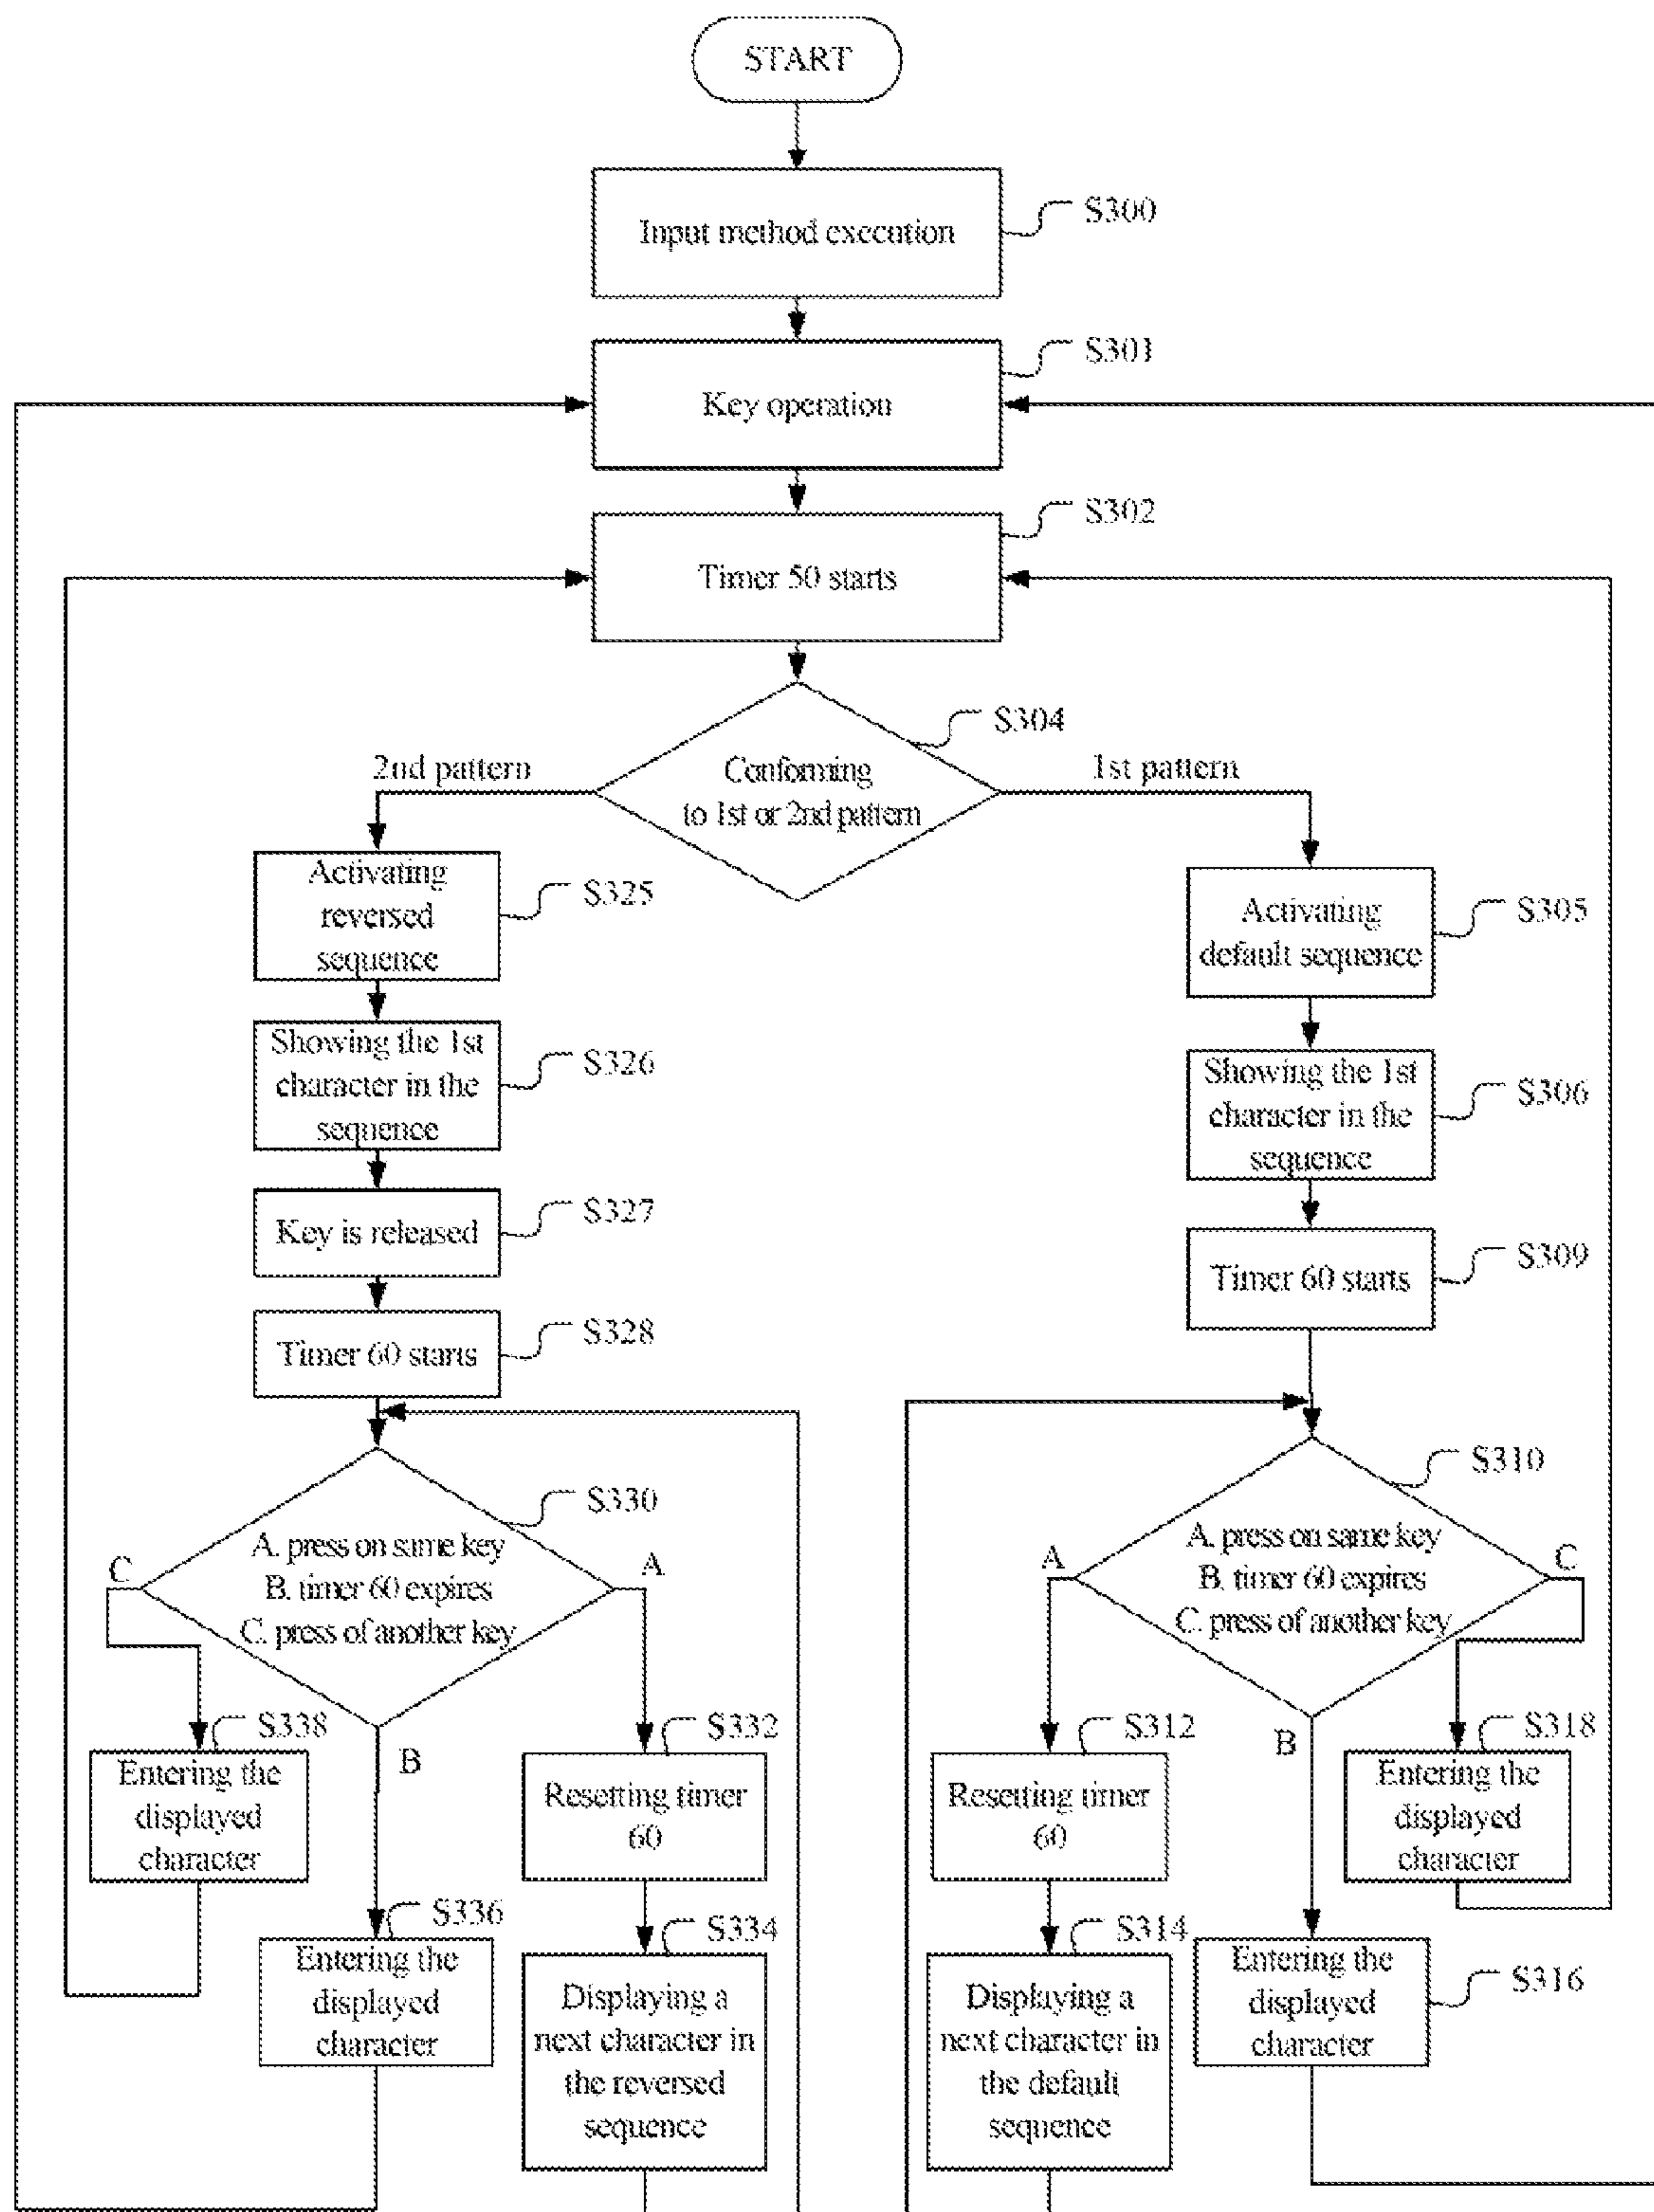 START
Input method execution
S300
Key operation
S301
Timer 50 starts
S302
Conforming
to 1st or 2nd pattern
S304
2nd pattern
1st pattern
Activating
reversed
sequence
S325
Showing the 1st
character in the
sequence
S326
Key is released
S327
Timer 60 starts
S328
A. press on same key
B. timer 60 expires
C. press of another key
S330
C
A
B
Entering the
displayed
character
S338
Entering the
displayed
character
S336
Resetting timer
60
S332
Displaying a
next character in
the reversed
sequence
S334
Activating
default sequence
S305
Showing the 1st
character in the
sequence
S306
Timer 60 starts
S309
A. press on same key
B. timer 60 expires
C. press of another key
S310
A
C
B
Resetting timer
60
S312
Displaying a
next character in
the default
sequence
S314
Entering the
displayed
character
S318
Entering the
displayed
character
S316